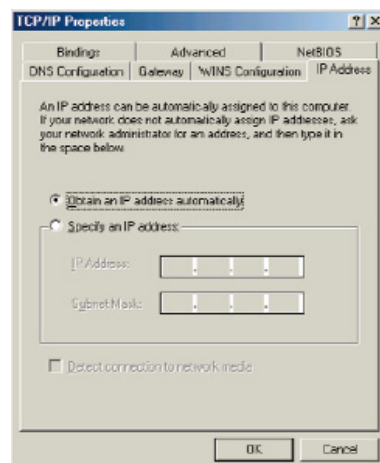 TCP/IP Properties
Bindings Advanced NetBIOS
DNS Configuration Gateway WINS Configuration IP Address
An IP address can be automatically assigned to this computer.
If your network does not automatically assign IP addresses, ask
your network administrator for an address, and then type it in
the space below.
Obtain an IP address automatically
Specify an IP address:
IP Address:
Subnet Mask:
Detect connection to network media
OK Cancel